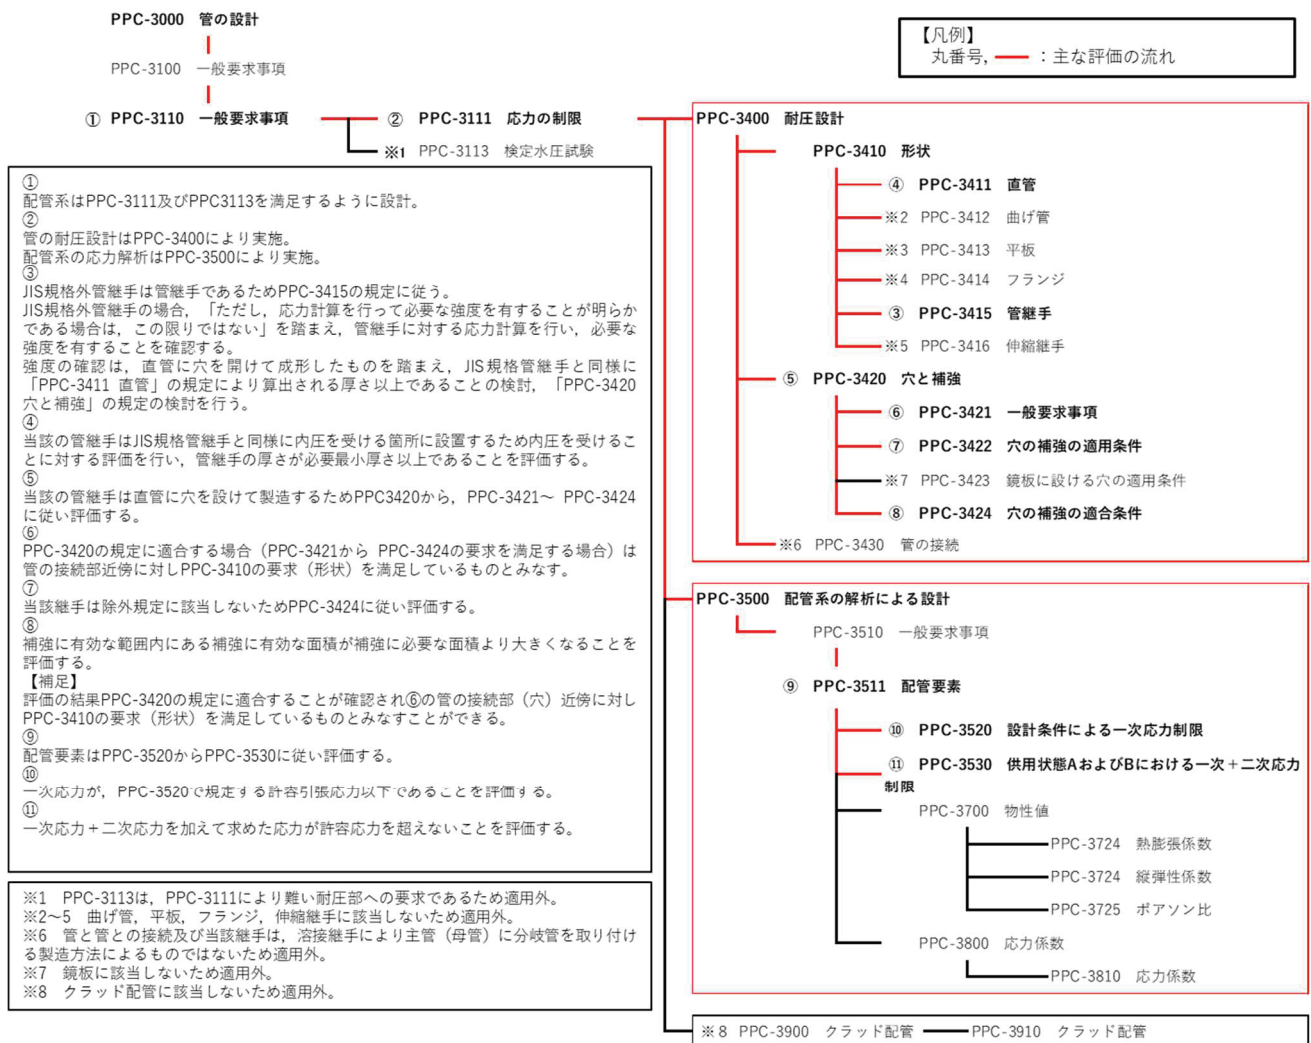 PPC-3000 管の設計
PPC-3100 一般要求事項
① PPC-3110 一般要求事項
② PPC-3111 応力の制限
※1 PPC-3113 検定水圧試験
【凡例】
丸番号, ── ：主な評価の流れ
①
配管系はPPC-3111及びPPC3113を満足するように設計。
②
管の耐圧設計はPPC-3400により実施。
配管系の応力解析はPPC-3500により実施。
③
JIS規格外管継手は管継手であるためPPC-3415の規定に従う。
JIS規格外管継手の場合，「ただし，応力計算を行って必要な強度を有することが明らか
である場合は，この限りではない」を踏まえ，管継手に対する応力計算を行い，必要な
強度を有することを確認する。
強度の確認は，直管に穴を開けて成形したものを踏まえ，JIS規格管継手と同様に
「PPC-3411 直管」の規定により算出される厚さ以上であることの検討，「PPC-3420
穴と補強」の規定の検討を行う。
④
当該の管継手はJIS規格管継手と同様に内圧を受ける箇所に設置するため内圧を受けるこ
とに対する評価を行い，管継手の厚さが必要最小厚さ以上であることを評価する。
⑤
当該の管継手は直管に穴を設けて製造するためPPC3420から，PPC-3421～ PPC-3424
に従い評価する。
⑥
PPC-3420の規定に適合する場合（PPC-3421から PPC-3424の要求を満足する場合）は
管の接続部近傍に対しPPC-3410の要求（形状）を満足しているものとみなす。
⑦
当該継手は除外規定に該当しないためPPC-3424に従い評価する。
⑧
補強に有効な範囲内にある補強に有効な面積が補強に必要な面積より大きくなることを
評価する。
【補足】
評価の結果PPC-3420の規定に適合することが確認され⑥の管の接続部（穴）近傍に対し
PPC-3410の要求（形状）を満足しているものとみなすことができる。
⑨
配管要素はPPC-3520からPPC-3530に従い評価する。
⑩
一次応力が，PPC-3520で規定する許容引張応力以下であることを評価する。
⑪
一次応力＋二次応力を加えて求めた応力が許容応力を超えないことを評価する。
※1 PPC-3113は，PPC-3111により難い耐圧部への要求であるため適用外。
※2～5 曲げ管，平板，フランジ，伸縮継手に該当しないため適用外。
※6 管と管との接続及び当該継手は，溶接継手により主管（母管）に分岐管を取り付け
る製造方法によるものではないため適用外。
※7 鏡板に該当しないため適用外。
※8 クラッド配管に該当しないため適用外。
PPC-3400 耐圧設計
PPC-3410 形状
④ PPC-3411 直管
※2 PPC-3412 曲げ管
※3 PPC-3413 平板
※4 PPC-3414 フランジ
③ PPC-3415 管継手
※5 PPC-3416 伸縮継手
⑤ PPC-3420 穴と補強
⑥ PPC-3421 一般要求事項
⑦ PPC-3422 穴の補強の適用条件
※7 PPC-3423 鏡板に設ける穴の適用条件
⑧ PPC-3424 穴の補強の適合条件
※6 PPC-3430 管の接続
PPC-3500 配管系の解析による設計
PPC-3510 一般要求事項
⑨ PPC-3511 配管要素
⑩ PPC-3520 設計条件による一次応力制限
⑪ PPC-3530 供用状態AおよびBにおける一次＋二次応力
制限
PPC-3700 物性値
PPC-3724 熱膨張係数
PPC-3724 縦弾性係数
PPC-3725 ポアソン比
PPC-3800 応力係数
PPC-3810 応力係数
※８ PPC-3900 クラッド配管 PPC-3910 クラッド配管